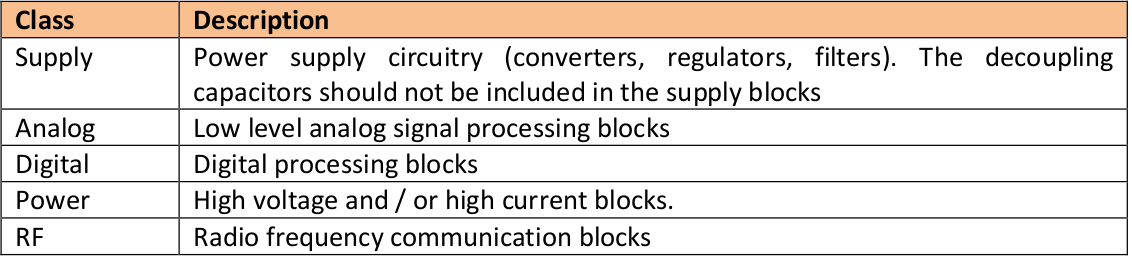 Class Description
Supply Power supply circuitry (converters, regulators, filters). The decoupling
capacitors should not be included in the supply blocks
Analog Low level analog signal processing blocks
Digital Digital processing blocks
Power High voltage and / or high current blocks.
RF Radio frequency communication blocks